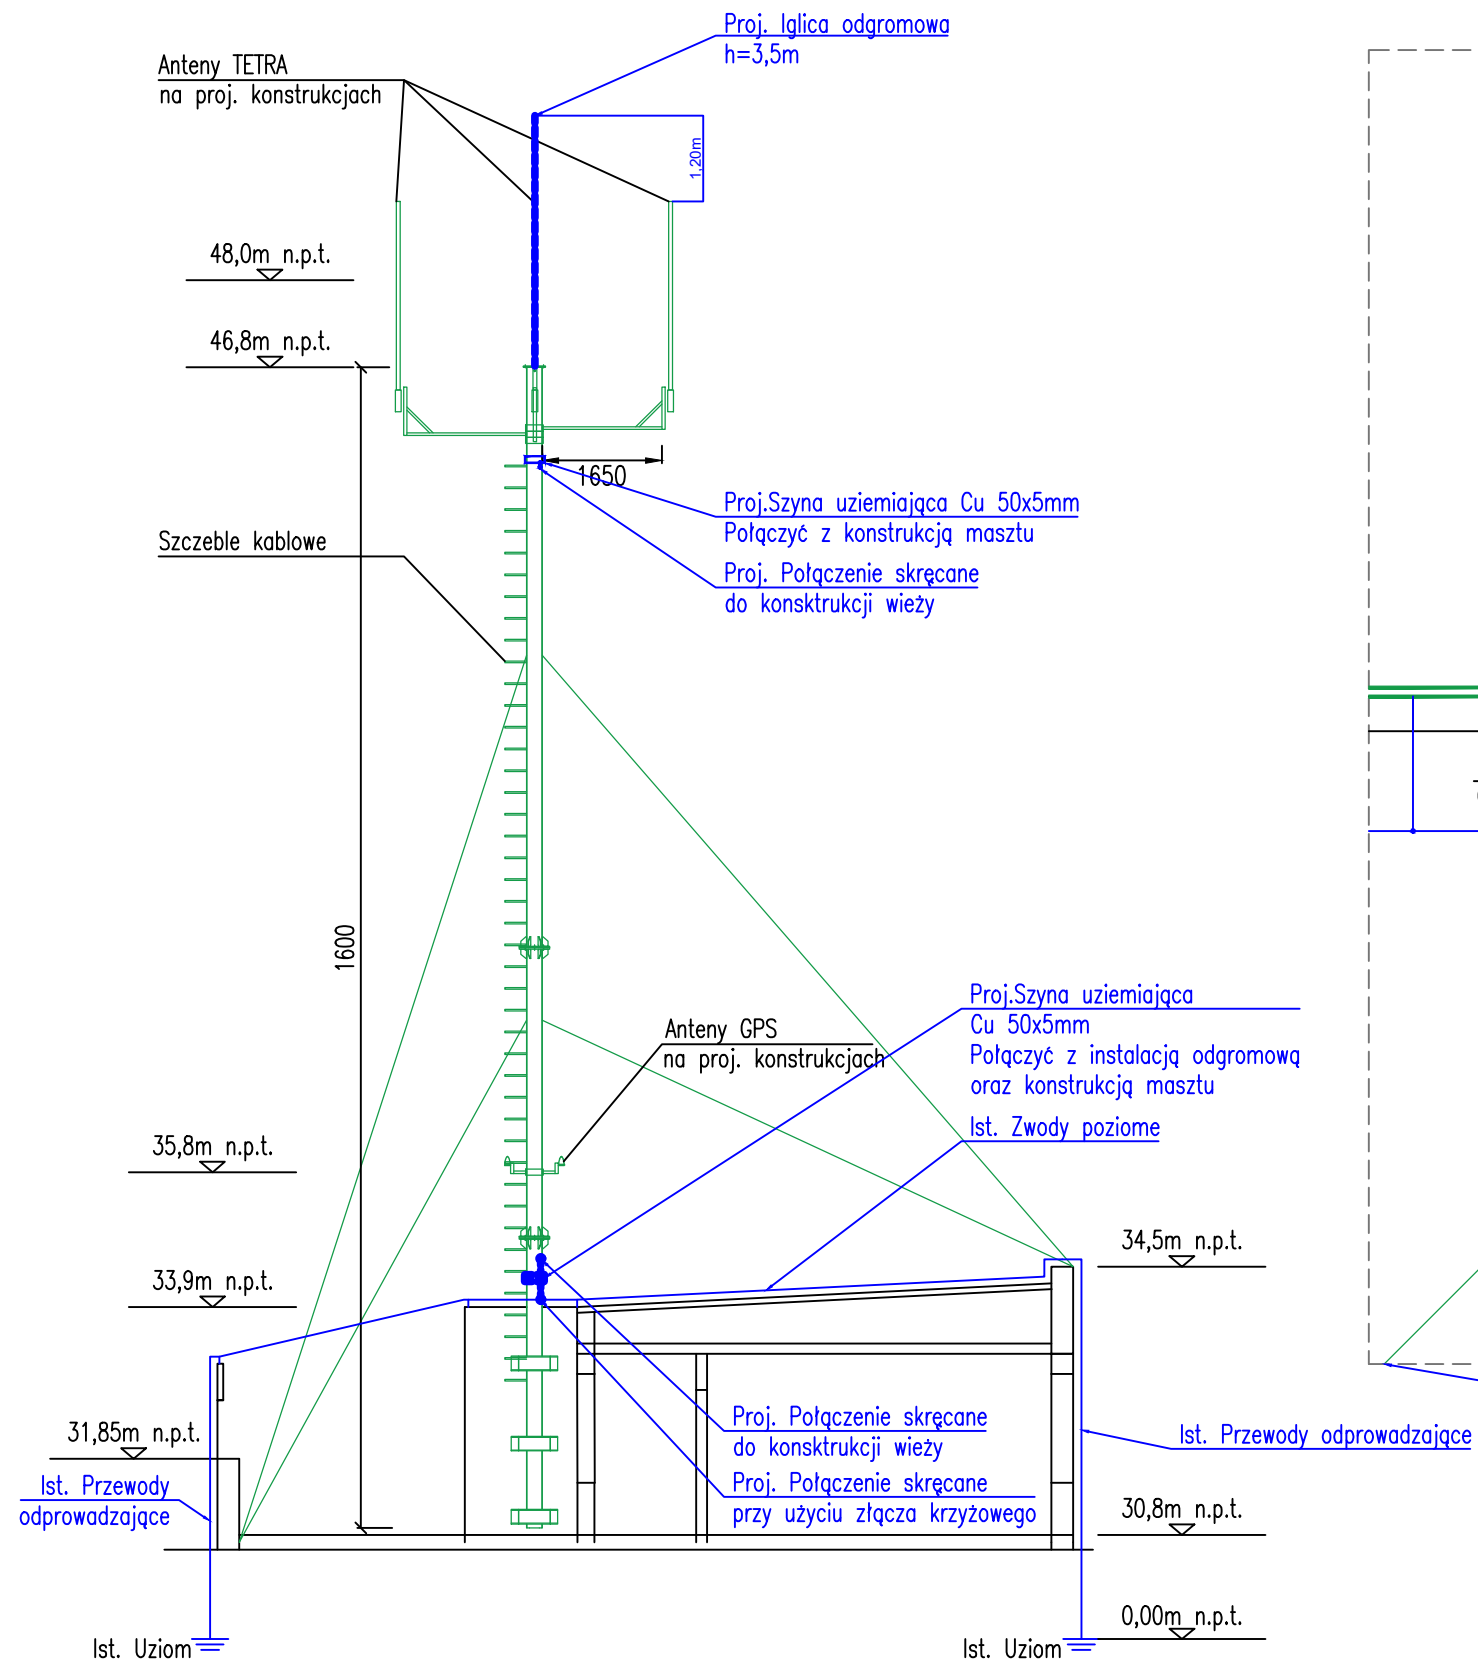 Proj. Iglica odgromowa
h=3,5m
Anteny TETRA
na proj. konstrukcjach
1,20m
48,0m n.p.t.
46,8m n.p.t.
1650
Proj.Szyna uziemiająca Cu 50x5mm
Połączyć z konstrukcją masztu
Szczeble kablowe
Proj. Połączenie skręcane
do konsktrukcji wieży
1600
Proj.Szyna uziemiająca
Cu 50x5mm
Połączyć z instalacją odgromową
oraz konstrukcją masztu
Anteny GPS
na proj. konstrukcjach
Ist. Zwody poziome
35,8m n.p.t.
34,5m n.p.t.
33,9m n.p.t.
Proj. Połączenie skręcane
do konsktrukcji wieży
31,85m n.p.t.
Ist. Przewody odprowadzające
Ist. Przewody
odprowadzające
Proj. Połączenie skręcane
przy użyciu złącza krzyżowego
30,8m n.p.t.
0,00m n.p.t.
Ist. Uziom
Ist. Uziom